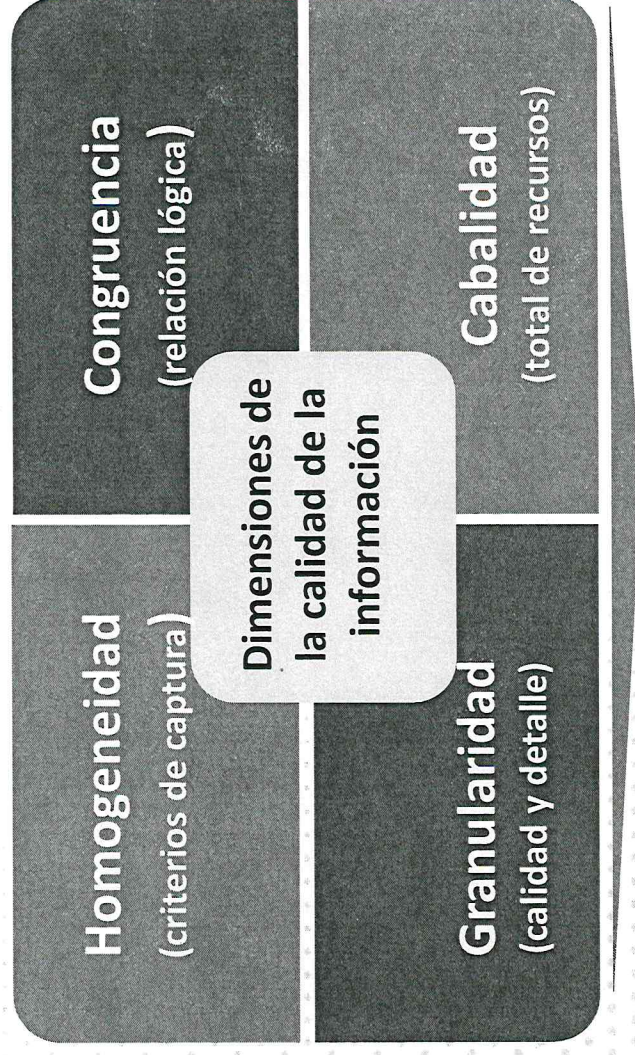 Homogeneidad
(criterios de captura)
Congruencia
(relación lógica)
Dimensiones de
la calidad de la
información
Granularidad
(calidad y detalle)
Cabalidad
(total de recursos)